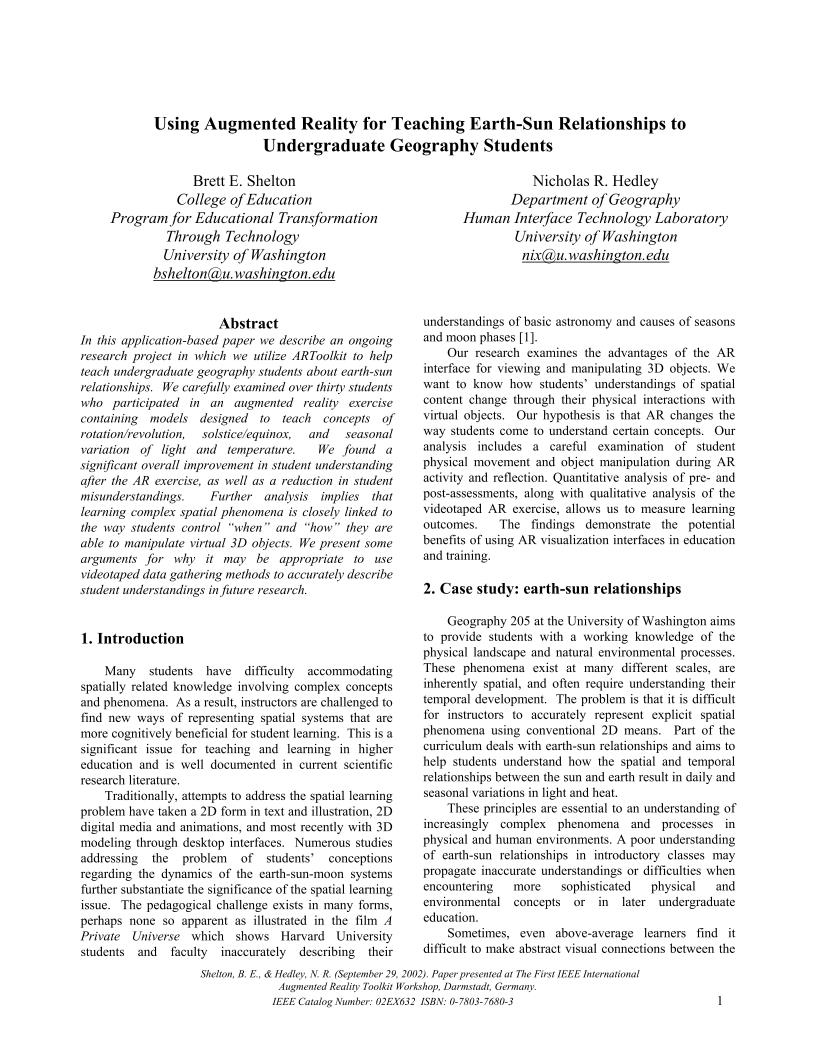 Using Augmented Reality for Teaching Earth-Sun Relationships to
Undergraduate Geography Students
Brett E. Shelton
College of Education
Program for Educational Transformation
Through Technology
University of Washington
bshelton@u.washington.edu
Nicholas R. Hedley
Department of Geography
Human Interface Technology Laboratory
University of Washington
nix@u.washington.edu
Abstract
In this application-based paper we describe an ongoing
research project in which we utilize ARToolkit to help
teach undergraduate geography students about earth-sun
relationships. We carefully examined over thirty students
who participated in an augmented reality exercise
containing models designed to teach concepts of
rotation/revolution, solstice/equinox, and seasonal
variation of light and temperature. We found a
significant overall improvement in student understanding
after the AR exercise, as well as a reduction in student
misunderstandings. Further analysis implies that
learning complex spatial phenomena is closely linked to
the way students control “when” and “how” they are
able to manipulate virtual 3D objects. We present some
arguments for why it may be appropriate to use
videotaped data gathering methods to accurately describe
student understandings in future research.
1. Introduction
Many students have difficulty accommodating
spatially related knowledge involving complex concepts
and phenomena. As a result, instructors are challenged to
find new ways of representing spatial systems that are
more cognitively beneficial for student learning. This is a
significant issue for teaching and learning in higher
education and is well documented in current scientific
research literature.
Traditionally, attempts to address the spatial learning
problem have taken a 2D form in text and illustration, 2D
digital media and animations, and most recently with 3D
modeling through desktop interfaces. Numerous studies
addressing the problem of students’ conceptions
regarding the dynamics of the earth-sun-moon systems
further substantiate the significance of the spatial learning
issue. The pedagogical challenge exists in many forms,
perhaps none so apparent as illustrated in the film A
Private Universe which shows Harvard University
students and faculty inaccurately describing their
understandings of basic astronomy and causes of seasons
and moon phases [1].
Our research examines the advantages of the AR
interface for viewing and manipulating 3D objects. We
want to know how students’ understandings of spatial
content change through their physical interactions with
virtual objects. Our hypothesis is that AR changes the
way students come to understand certain concepts. Our
analysis includes a careful examination of student
physical movement and object manipulation during AR
activity and reflection. Quantitative analysis of pre- and
post-assessments, along with qualitative analysis of the
videotaped AR exercise, allows us to measure learning
outcomes. The findings demonstrate the potential
benefits of using AR visualization interfaces in education
and training.
2. Case study: earth-sun relationships
Geography 205 at the University of Washington aims
to provide students with a working knowledge of the
physical landscape and natural environmental processes.
These phenomena exist at many different scales, are
inherently spatial, and often require understanding their
temporal development. The problem is that it is difficult
for instructors to accurately represent explicit spatial
phenomena using conventional 2D means. Part of the
curriculum deals with earth-sun relationships and aims to
help students understand how the spatial and temporal
relationships between the sun and earth result in daily and
seasonal variations in light and heat.
These principles are essential to an understanding of
increasingly complex phenomena and processes in
physical and human environments. A poor understanding
of earth-sun relationships in introductory classes may
propagate inaccurate understandings or difficulties when
encountering more sophisticated physical and
environmental concepts or in later undergraduate
education.
Sometimes, even above-average learners find it
difficult to make abstract visual connections between the
Shelton, B. E., & Hedley, N. R. (September 29, 2002). Paper presented at The First IEEE International
Augmented Reality Toolkit Workshop, Darmstadt, Germany.
IEEE Catalog Number: 02EX632 ISBN: 0-7803-7680-3
1